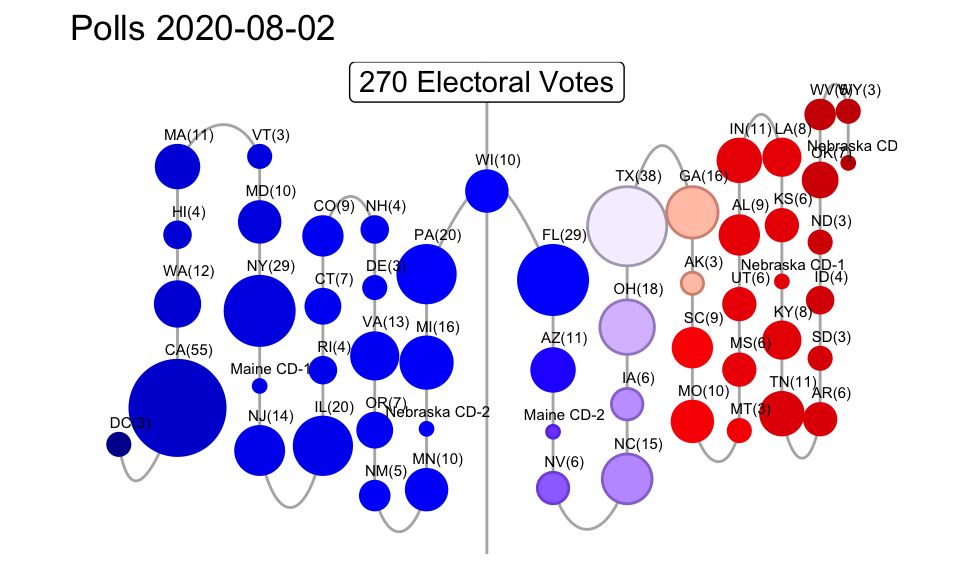 Polls 2020-08-02
270 Electoral Votes
MA(11)
HI(4)
WA(12)
CA(55)
DC(3)
VT(3)
MD(10)
NY(29)
Maine CD-1
NJ(14)
CO(9)
CT(7)
RI(4)
IL(20)
NH(4)
DE(3)
VA(13)
OR(7)
NM(5)
PA(20)
MI(16)
Nebraska CD-2
MN(10)
WI(10)
FL(29)
AZ(11)
Maine CD-2
NV(6)
TX(38)
OH(18)
IA(6)
NC(15)
GA(16)
AK(3)
SC(9)
MO(10)
IN(11)
AL(9)
UT(6)
MS(6)
MT(3)
LA(8)
KS(6)
Nebraska CD-1
KY(8)
TN(11)
WV(5)
OK(7)
ND(3)
ID(4)
SD(3)
AR(6)
WY(3)
Nebraska CD